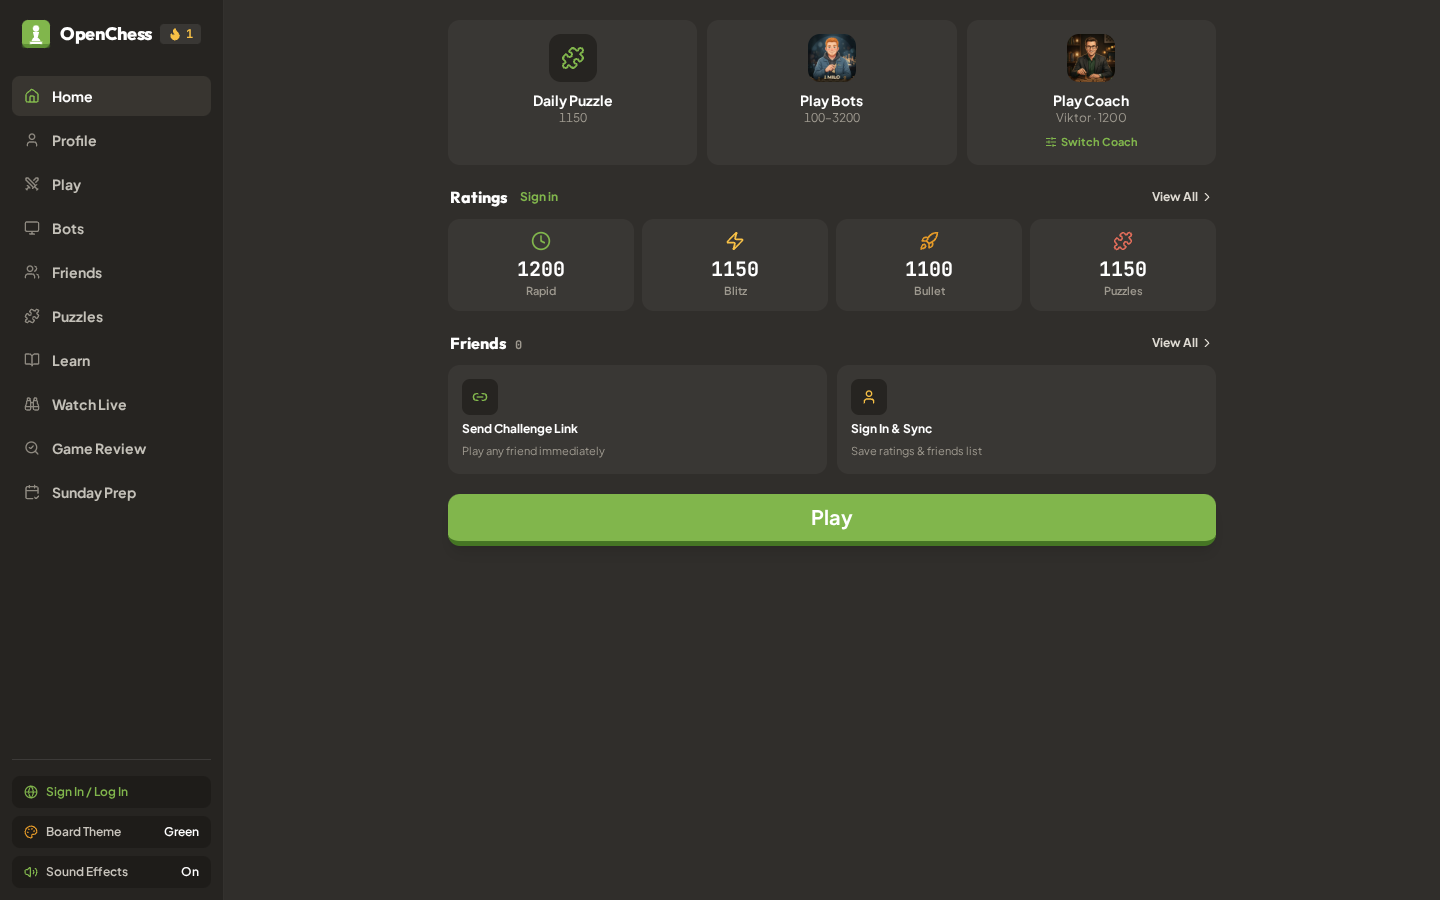 OpenChess 1
Home
Profile
Play
Bots
Friends
Puzzles
Learn
Watch Live
Game Review
Sunday Prep
Sign In / Log In
Board Theme Green
Sound Effects On
Daily Puzzle
1150
J MILO
Play Bots
100–3200
Play Coach
Viktor · 1200
Switch Coach
Ratings Sign in View All
1200
Rapid
1150
Blitz
1100
Bullet
1150
Puzzles
Friends 0 View All
Send Challenge Link
Play any friend immediately
Sign In & Sync
Save ratings & friends list
Play